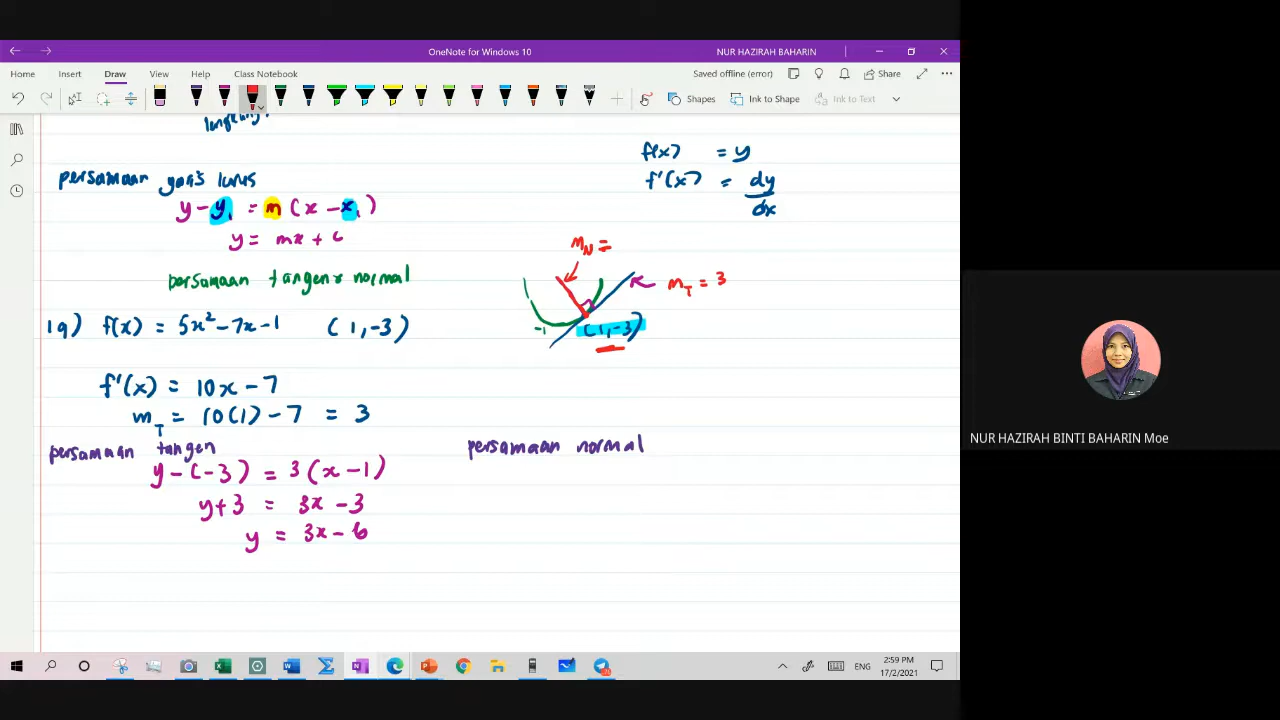 OneNote for Windows 10
NUR HAZIRAH BAHARIN
Home Insert Draw View Help Class Notebook
Saved offline (error)
Share
Shapes
Ink to Shape
Ink to Text
f(x) = y
f'(x) = dy/dx
persamaan garis lurus
y - y₁ = m (x - x₁)
y = mx + c
persamaan tangen & normal
1a) f(x) = 5x² - 7x - 1 (1, -3)
m_N =
m_T = 3
-1
(1, -3)
f'(x) = 10x - 7
m_T = 10(1) - 7 = 3
persamaan tangen
y - (-3) = 3(x - 1)
y + 3 = 3x - 3
y = 3x - 6
persamaan normal
NUR HAZIRAH BINTI BAHARIN Moe
ENG
2:59 PM
17/2/2021